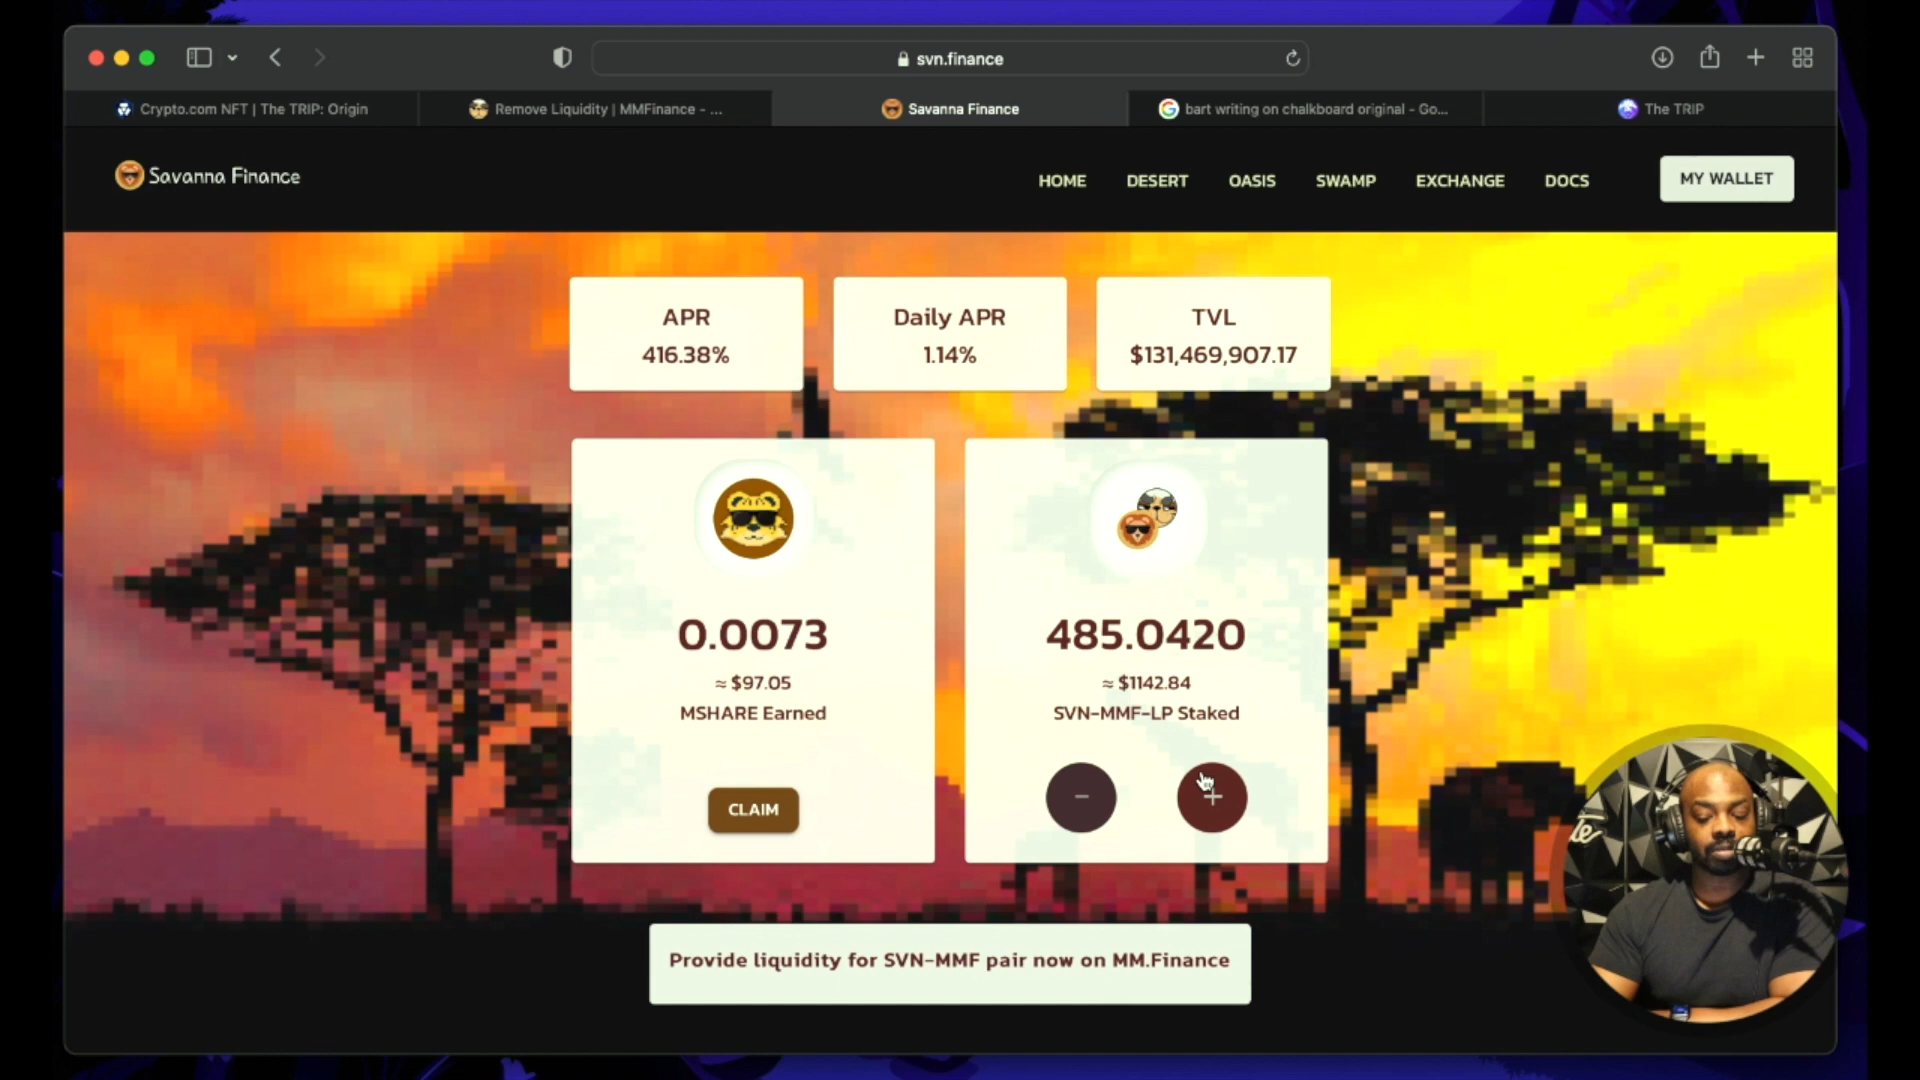 svn.finance
Crypto.com NFT | The TRIP: Origin
Remove Liquidity | MMFinance - ...
Savanna Finance
bart writing on chalkboard original - Go...
The TRIP
Savanna Finance
HOME
DESERT
OASIS
SWAMP
EXCHANGE
DOCS
MY WALLET
APR
416.38%
Daily APR
1.14%
TVL
$131,469,907.17
0.0073
≈ $97.05
MSHARE Earned
CLAIM
485.0420
≈ $1142.84
SVN-MMF-LP Staked
−
+
Provide liquidity for SVN-MMF pair now on MM.Finance